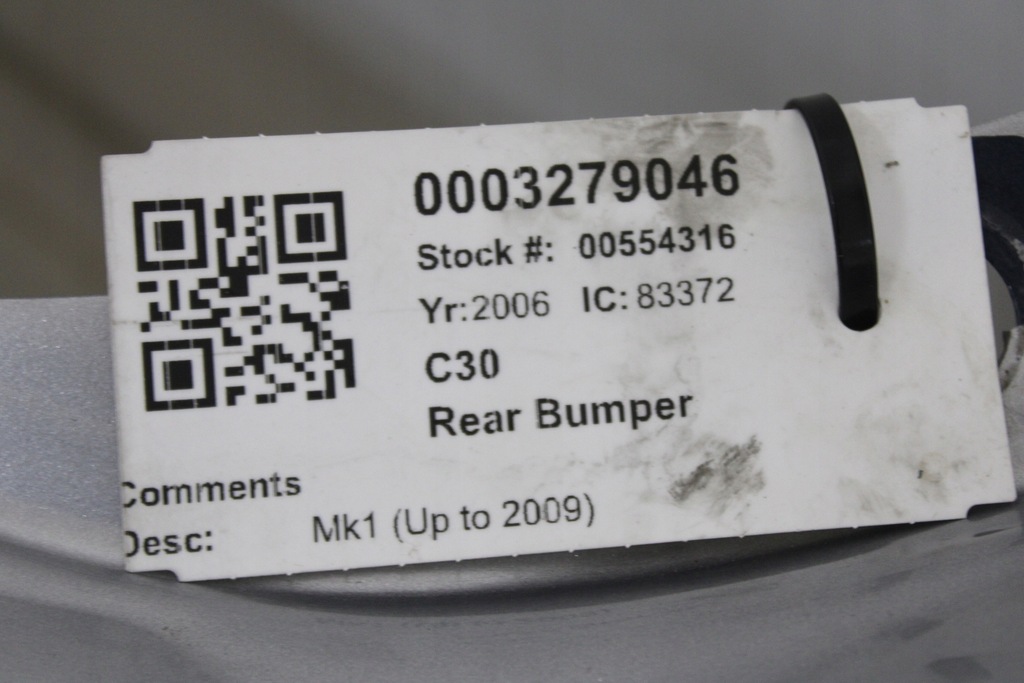 0003279046
Stock #: 00554316
Yr: 2006 IC: 83372
C30
Rear Bumper
Comments
Desc: Mk1 (Up to 2009)